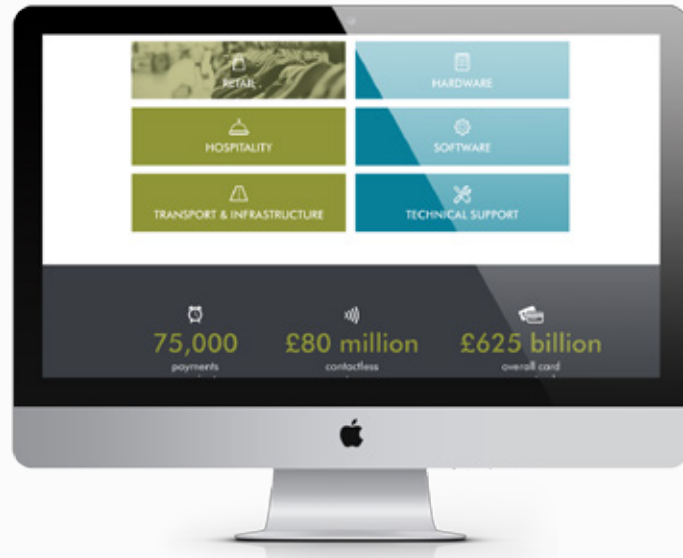 RETAIL
HARDWARE
HOSPITALITY
SOFTWARE
TRANSPORT & INFRASTRUCTURE
TECHNICAL SUPPORT
75,000
£80 million
£625 billion
payments
contactless
overall card